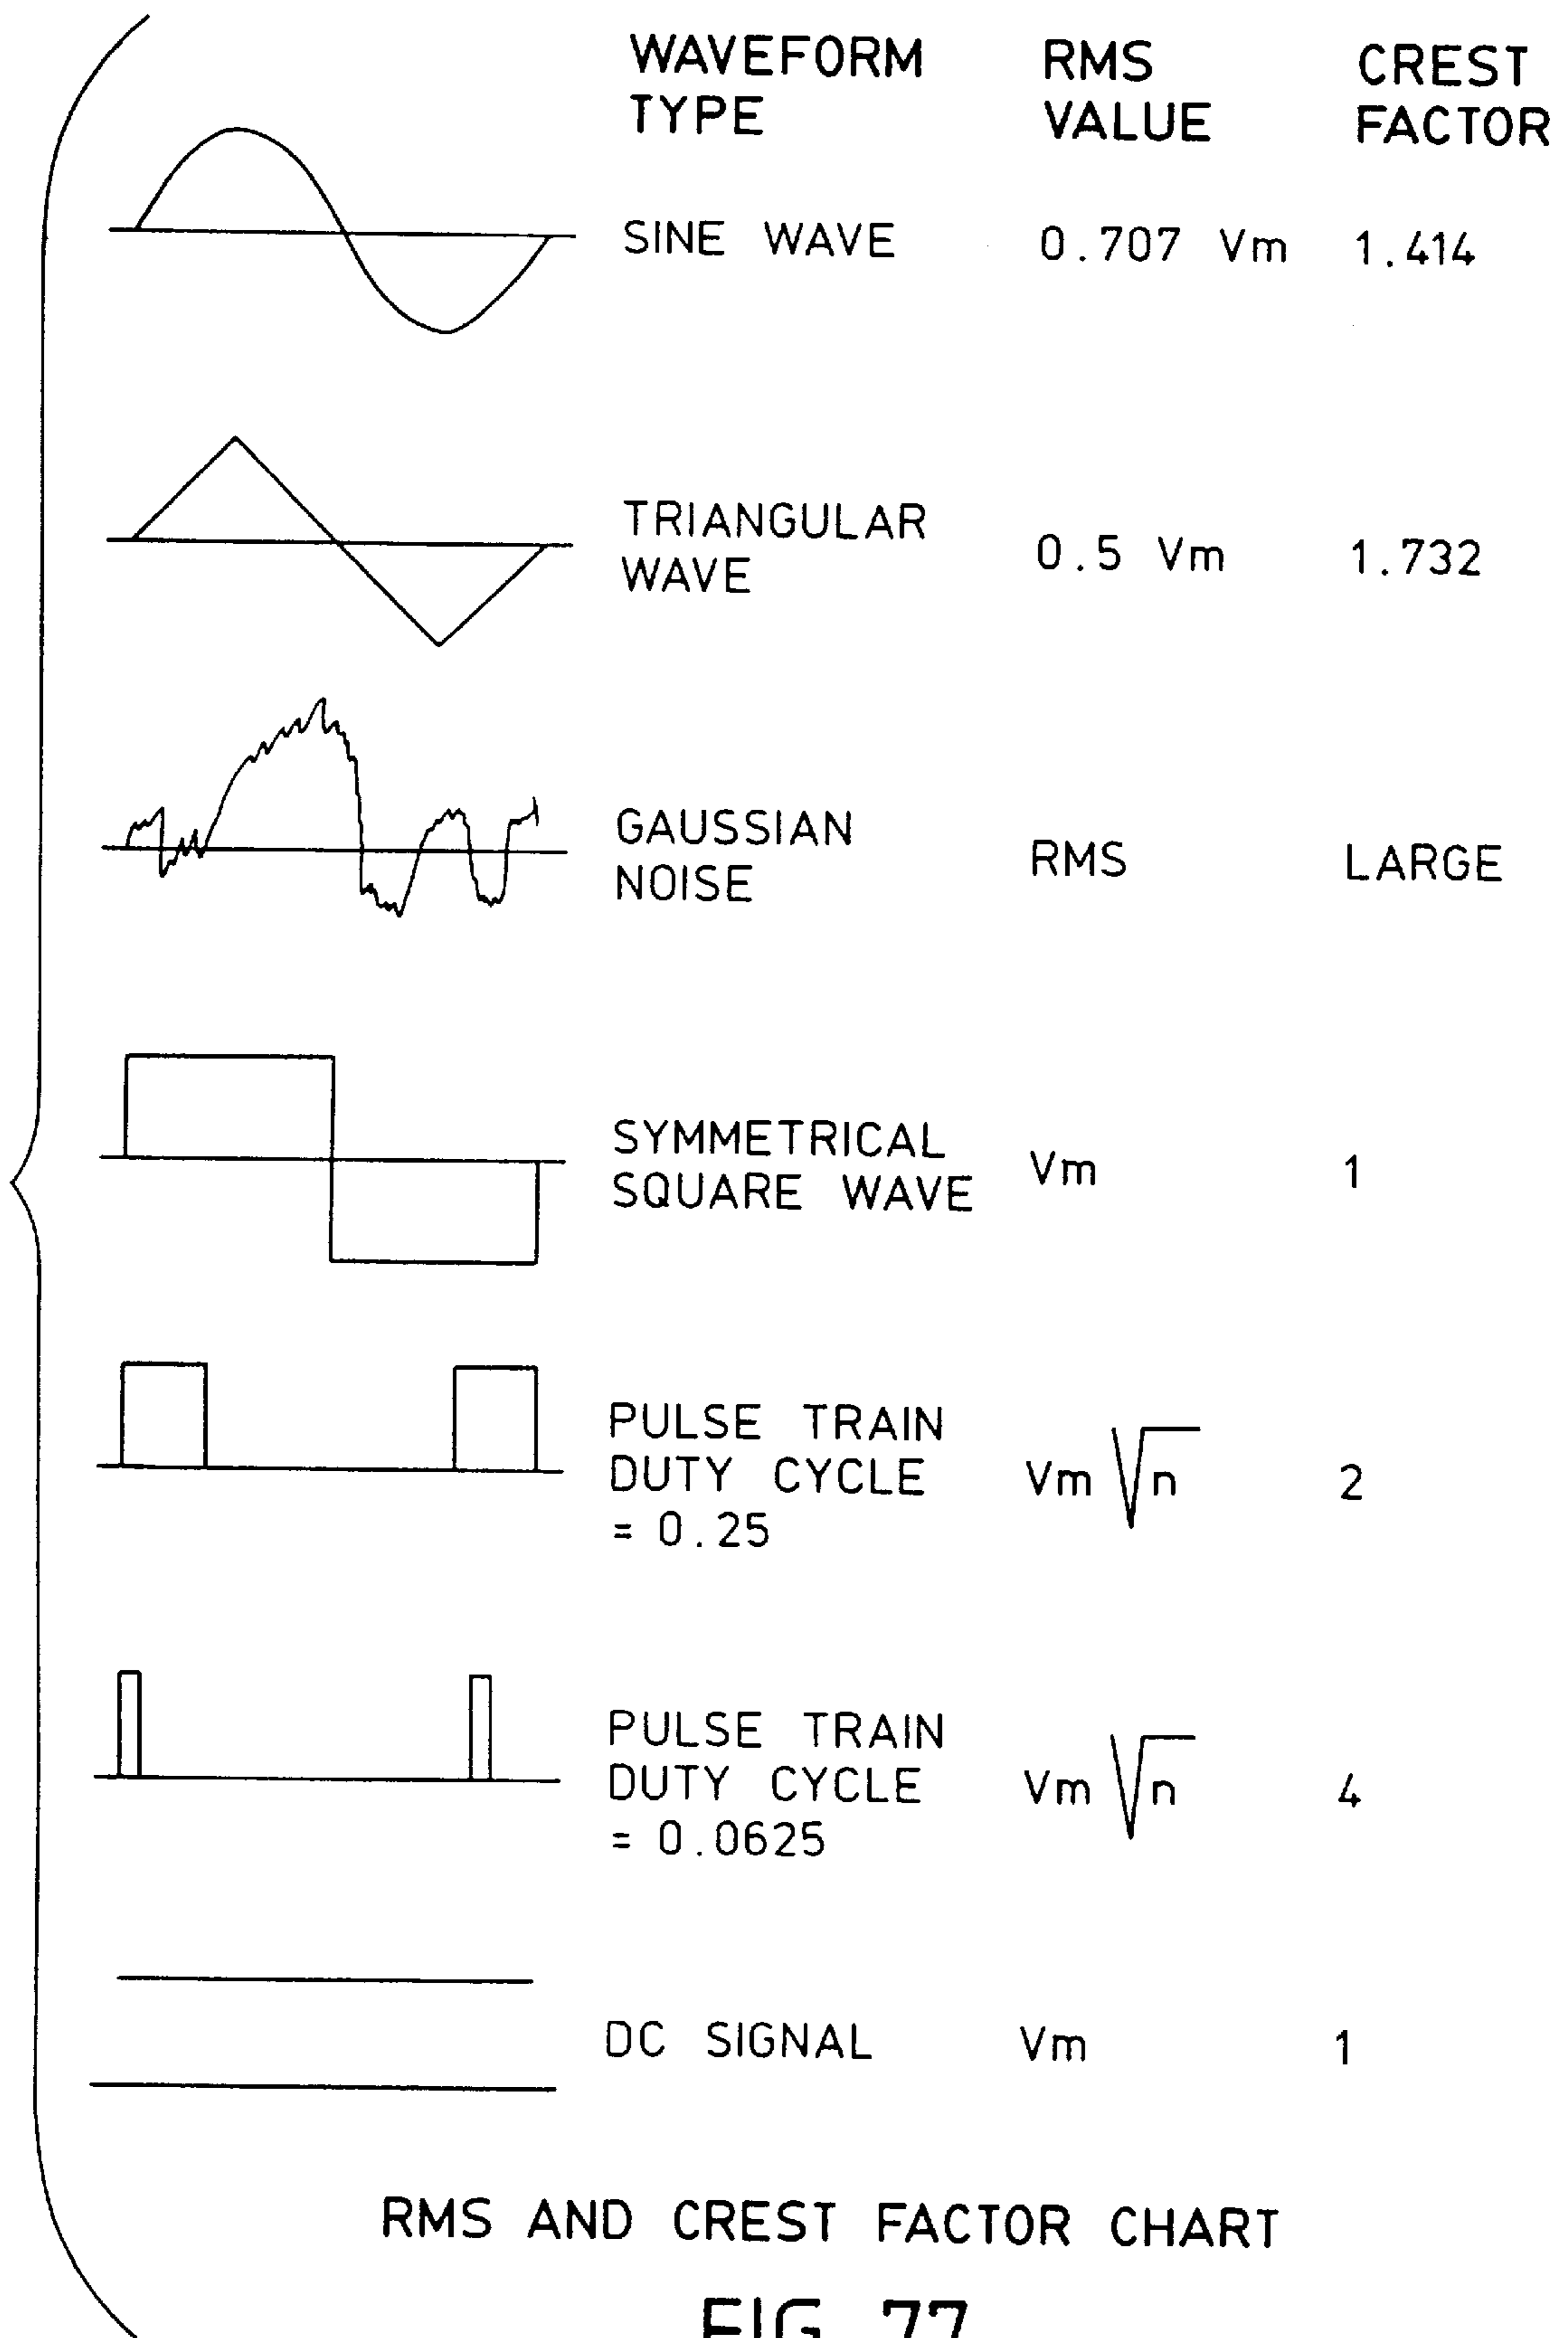 WAVEFORM TYPE RMS VALUE CREST FACTOR
SINE WAVE 0.707 Vm 1.414
TRIANGULAR WAVE 0.5 Vm 1.732
GAUSSIAN NOISE RMS LARGE
SYMMETRICAL SQUARE WAVE Vm 1
PULSE TRAIN DUTY CYCLE = 0.25 Vm √n 2
PULSE TRAIN DUTY CYCLE = 0.0625 Vm √n 4
DC SIGNAL Vm 1
RMS AND CREST FACTOR CHART
FIG. 77